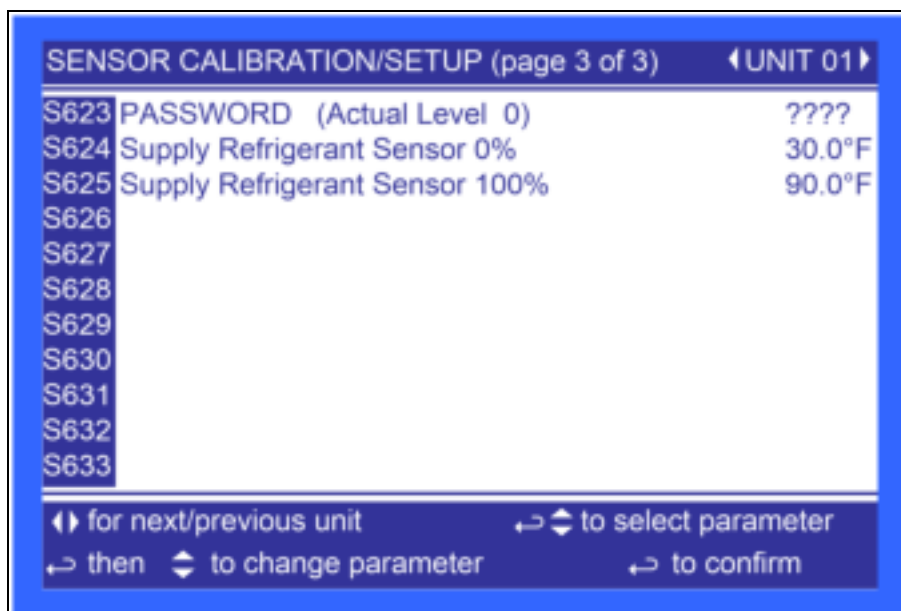 SENSOR CALIBRATION/SETUP (page 3 of 3) UNIT 01
S623 PASSWORD (Actual Level 0) ????
S624 Supply Refrigerant Sensor 0% 30.0°F
S625 Supply Refrigerant Sensor 100% 90.0°F
S626
S627
S628
S629
S630
S631
S632
S633
for next/previous unit to select parameter
then to change parameter to confirm